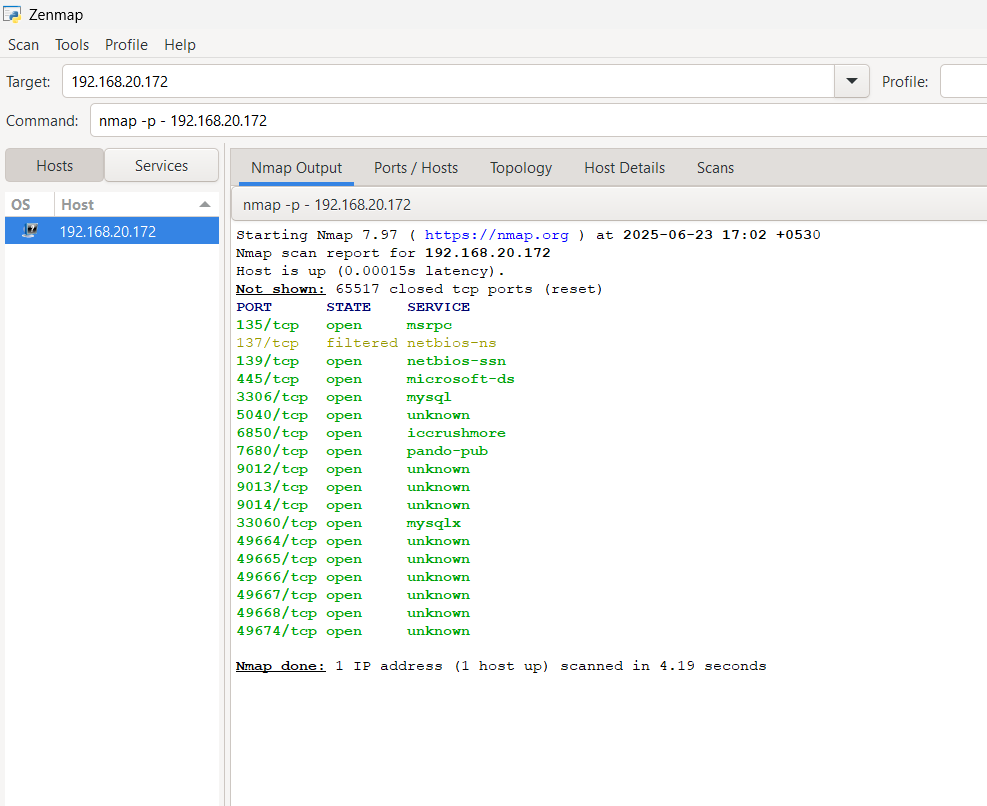 Zenmap
Scan Tools Profile Help
Target: 192.168.20.172 Profile:
Command: nmap -p - 192.168.20.172
Hosts Services
Nmap Output Ports / Hosts Topology Host Details Scans
OS Host
nmap -p - 192.168.20.172
192.168.20.172
Starting Nmap 7.97 ( https://nmap.org ) at 2025-06-23 17:02 +0530
Nmap scan report for 192.168.20.172
Host is up (0.00015s latency).
Not shown: 65517 closed tcp ports (reset)
PORT STATE SERVICE
135/tcp open msrpc
137/tcp filtered netbios-ns
139/tcp open netbios-ssn
445/tcp open microsoft-ds
3306/tcp open mysql
5040/tcp open unknown
6850/tcp open iccrushmore
7680/tcp open pando-pub
9012/tcp open unknown
9013/tcp open unknown
9014/tcp open unknown
33060/tcp open mysqlx
49664/tcp open unknown
49665/tcp open unknown
49666/tcp open unknown
49667/tcp open unknown
49668/tcp open unknown
49674/tcp open unknown
Nmap done: 1 IP address (1 host up) scanned in 4.19 seconds